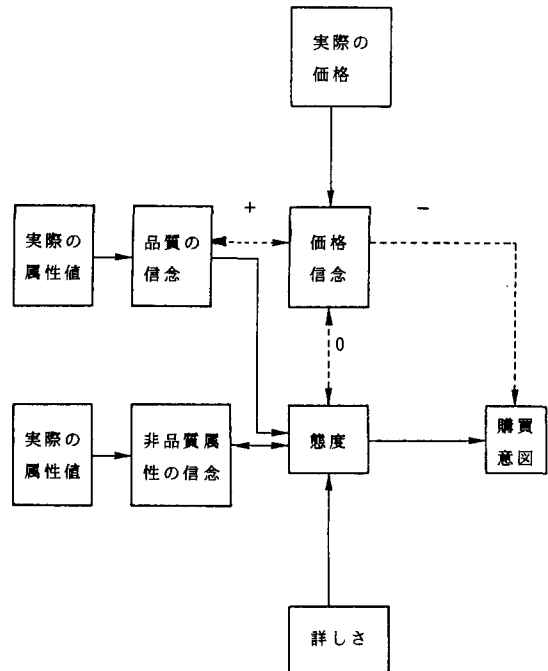 実際の
価格
+
−
実際の
属性値
品質の
信念
価格
信念
0
実際の
属性値
非品質属
性の信念
態度
購買
意図
詳しさ